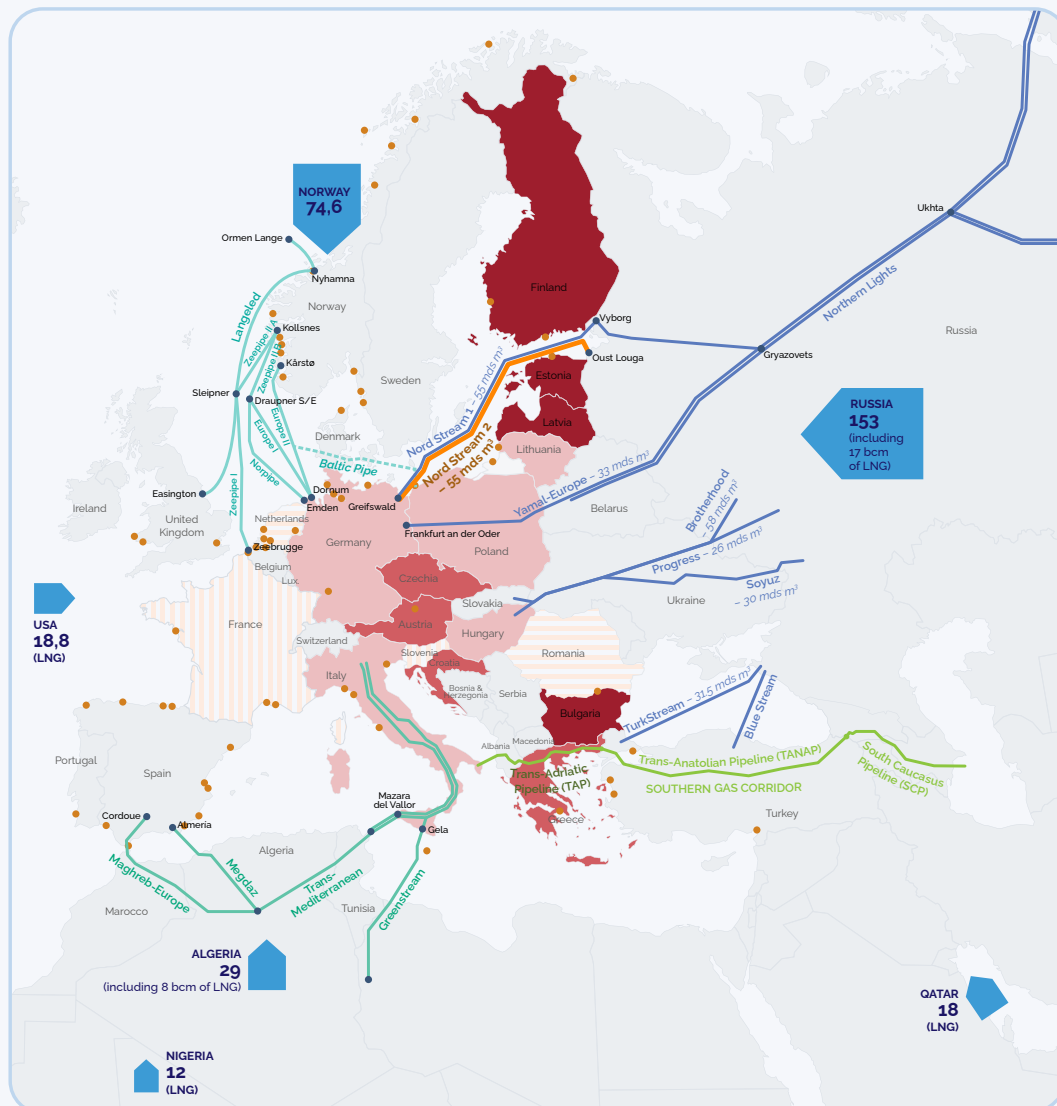 NORWAY
74,6
Ormen Lange
Nyhamna
Norway
Langeled
Zeepipe II A
Zeepipe II B
Kollsnes
Kårstø
Sleipner
Draupner S/E
Europe I
Europe II
Norpipe
Zeepipe I
Easington
Dornum
Emden
Zeebrugge
Baltic Pipe
Sweden
Denmark
Finland
Vyborg
Oust Louga
Estonia
Latvia
Lithuania
Nord Stream 1 – 55 mds m³
Nord Stream 2
– 55 mds m³
Greifswald
Frankfurt an der Oder
Yamal-Europe – 33 mds m³
Northern Lights
Ukhta
Gryazovets
Russia
RUSSIA
153
(including
17 bcm
of LNG)
Ireland
United
Kingdom
Netherlands
Belgium
Lux.
Germany
Poland
Belarus
Brotherhood
– 58 mds m³
Progress – 26 mds m³
Soyuz
– 30 mds m³
Ukraine
Czechia
Slovakia
Austria
Hungary
Switzerland
France
Italy
Slovenia
Croatia
Bosnia &
Herzegonia
Serbia
Romania
Bulgaria
Albania
Macedonia
Greece
USA
18,8
(LNG)
TurkStream – 31.5 mds m³
Blue Stream
Trans-Adriatic
Pipeline (TAP)
Trans-Anatolian Pipeline (TANAP)
SOUTHERN GAS CORRIDOR
South Caucasus
Pipeline (SCP)
Turkey
Portugal
Spain
Cordoue
Almería
Mazara
del Vallor
Gela
Algeria
Marocco
Tunisia
Maghreb-Europe
Megdaz
Trans-
Mediterranean
Greenstream
ALGERIA
29
(including 8 bcm of LNG)
NIGERIA
12
(LNG)
QATAR
18
(LNG)